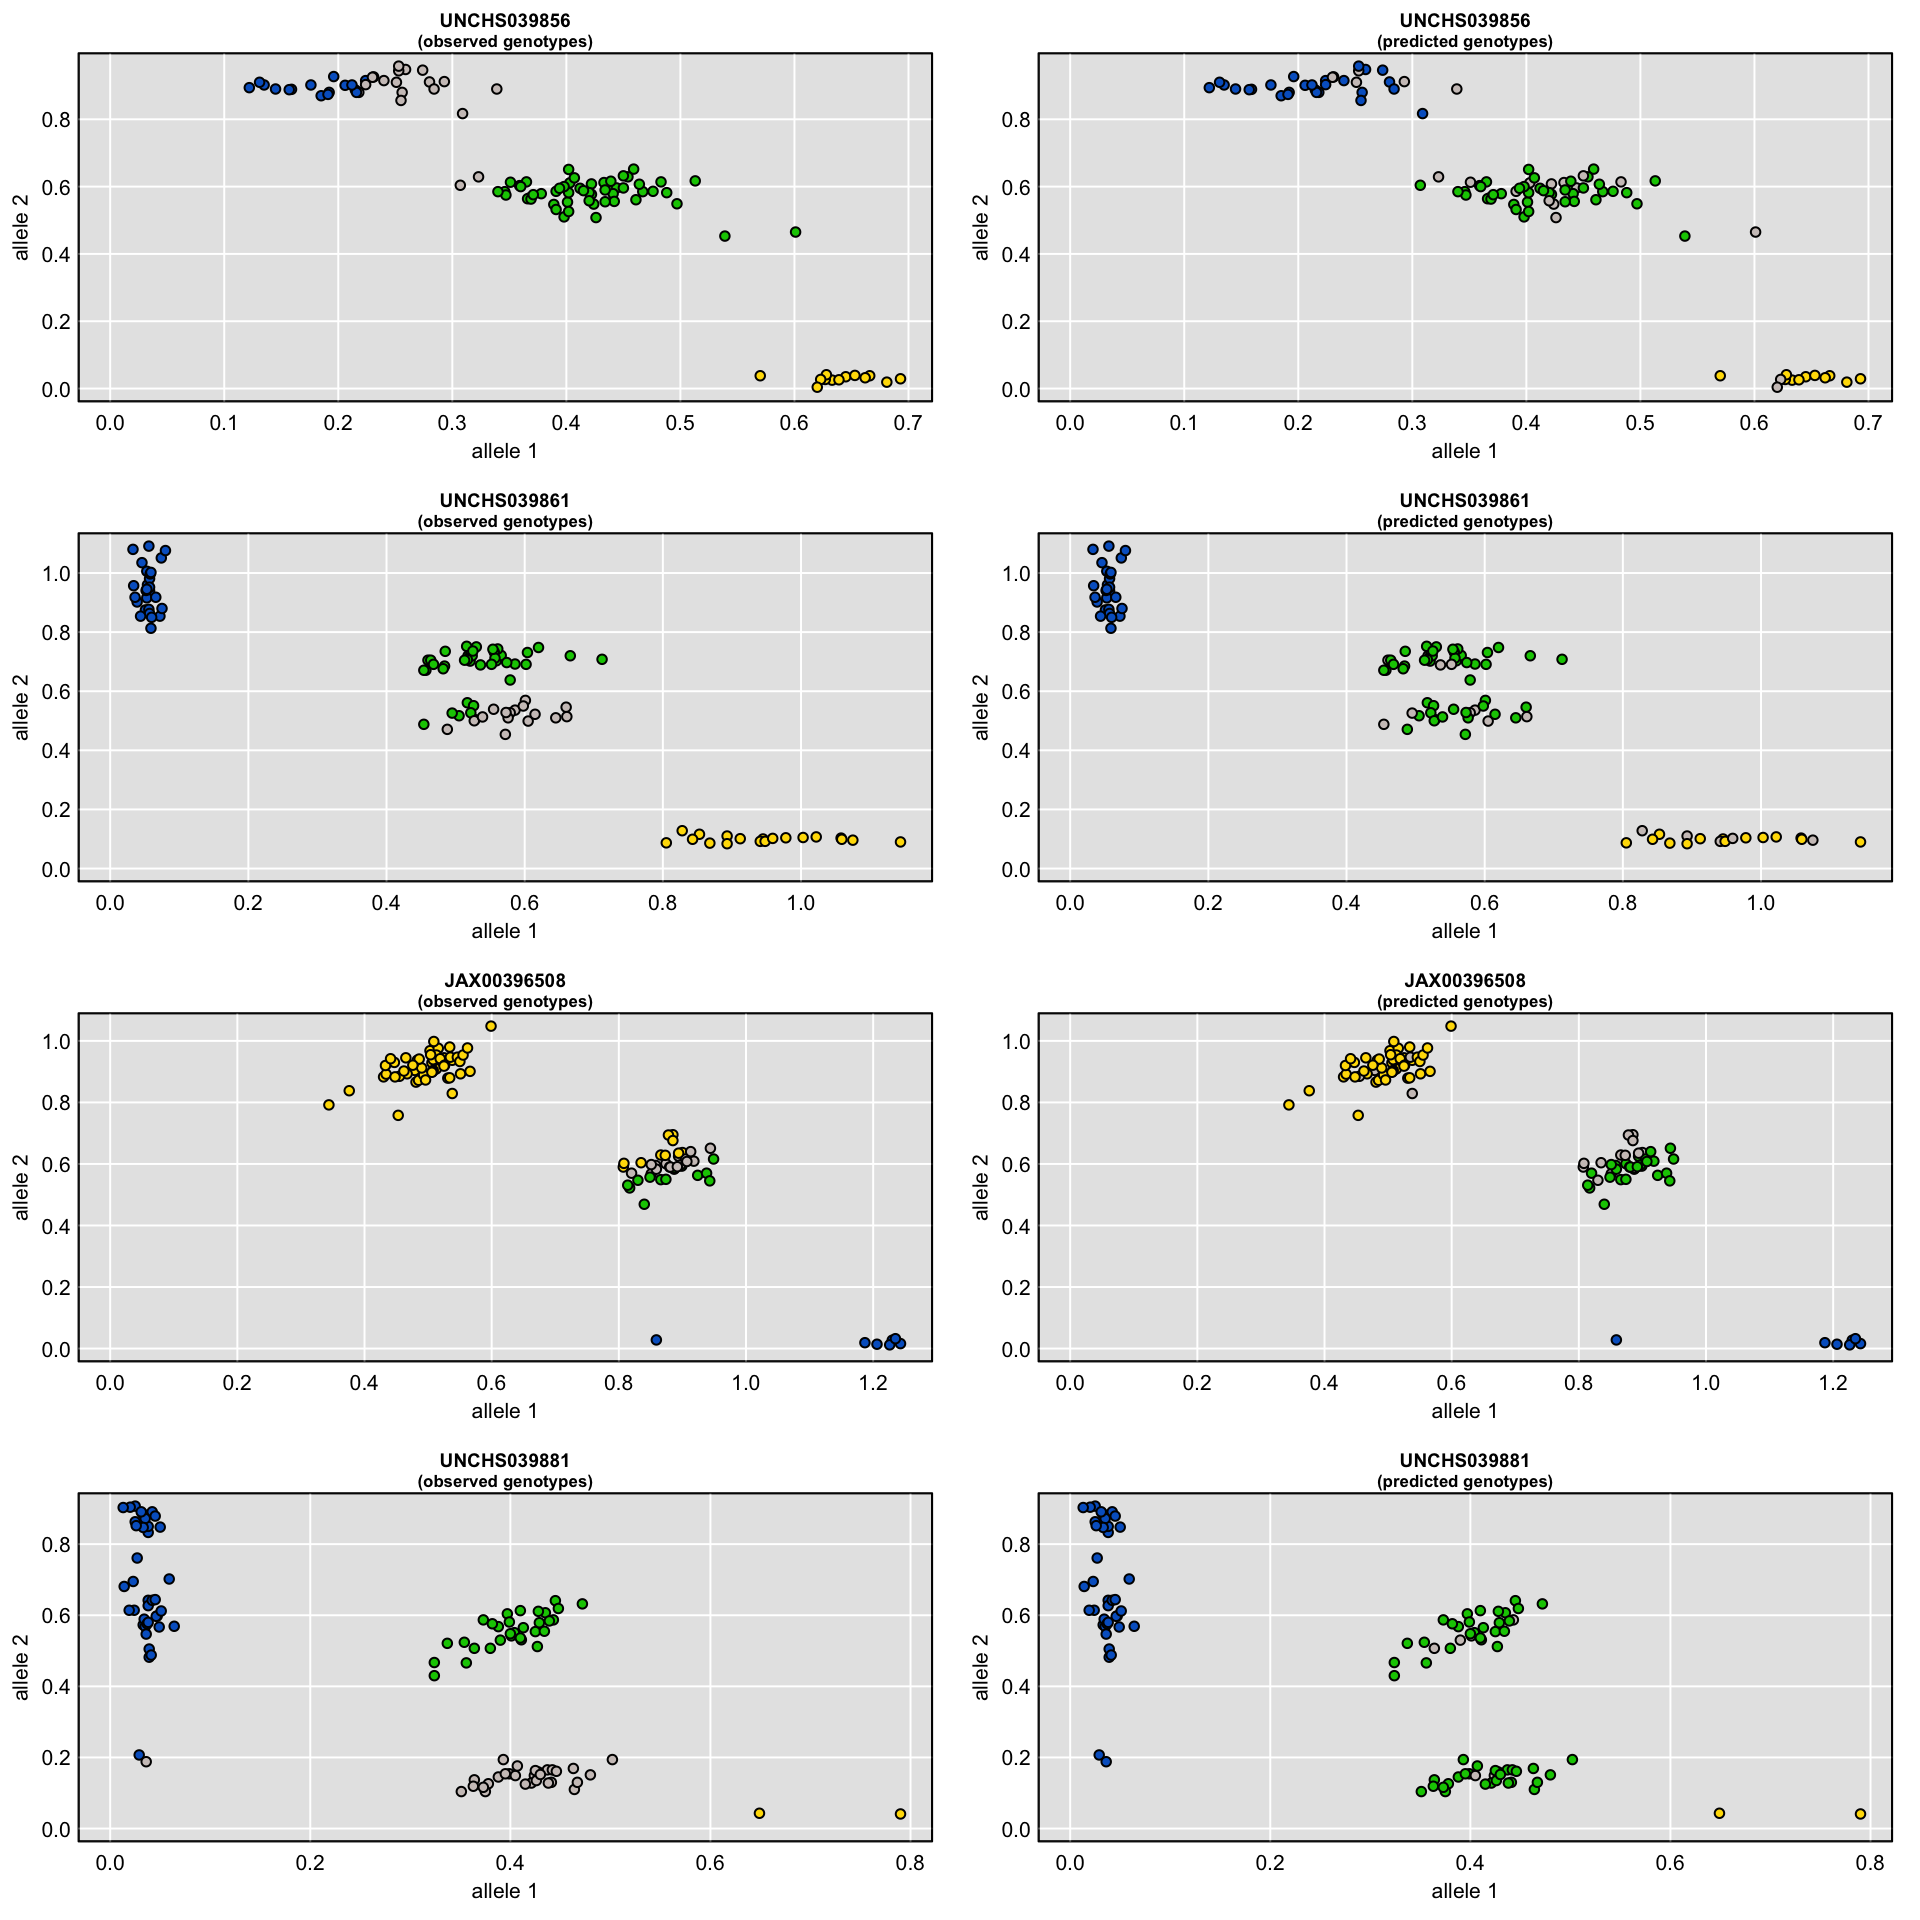 UNCHS039856
(observed genotypes)
allele 2
0.8
0.6
0.4
0.2
0.0
0.0 0.1 0.2 0.3 0.4 0.5 0.6 0.7
allele 1
UNCHS039856
(predicted genotypes)
allele 2
0.8
0.6
0.4
0.2
0.0
0.0 0.1 0.2 0.3 0.4 0.5 0.6 0.7
allele 1
UNCHS039861
(observed genotypes)
allele 2
1.0
0.8
0.6
0.4
0.2
0.0
0.0 0.2 0.4 0.6 0.8 1.0
allele 1
UNCHS039861
(predicted genotypes)
allele 2
1.0
0.8
0.6
0.4
0.2
0.0
0.0 0.2 0.4 0.6 0.8 1.0
allele 1
JAX00396508
(observed genotypes)
allele 2
1.0
0.8
0.6
0.4
0.2
0.0
0.0 0.2 0.4 0.6 0.8 1.0 1.2
allele 1
JAX00396508
(predicted genotypes)
allele 2
1.0
0.8
0.6
0.4
0.2
0.0
0.0 0.2 0.4 0.6 0.8 1.0 1.2
allele 1
UNCHS039881
(observed genotypes)
allele 2
0.8
0.6
0.4
0.2
0.0
0.0 0.2 0.4 0.6 0.8
allele 1
UNCHS039881
(predicted genotypes)
allele 2
0.8
0.6
0.4
0.2
0.0
0.0 0.2 0.4 0.6 0.8
allele 1